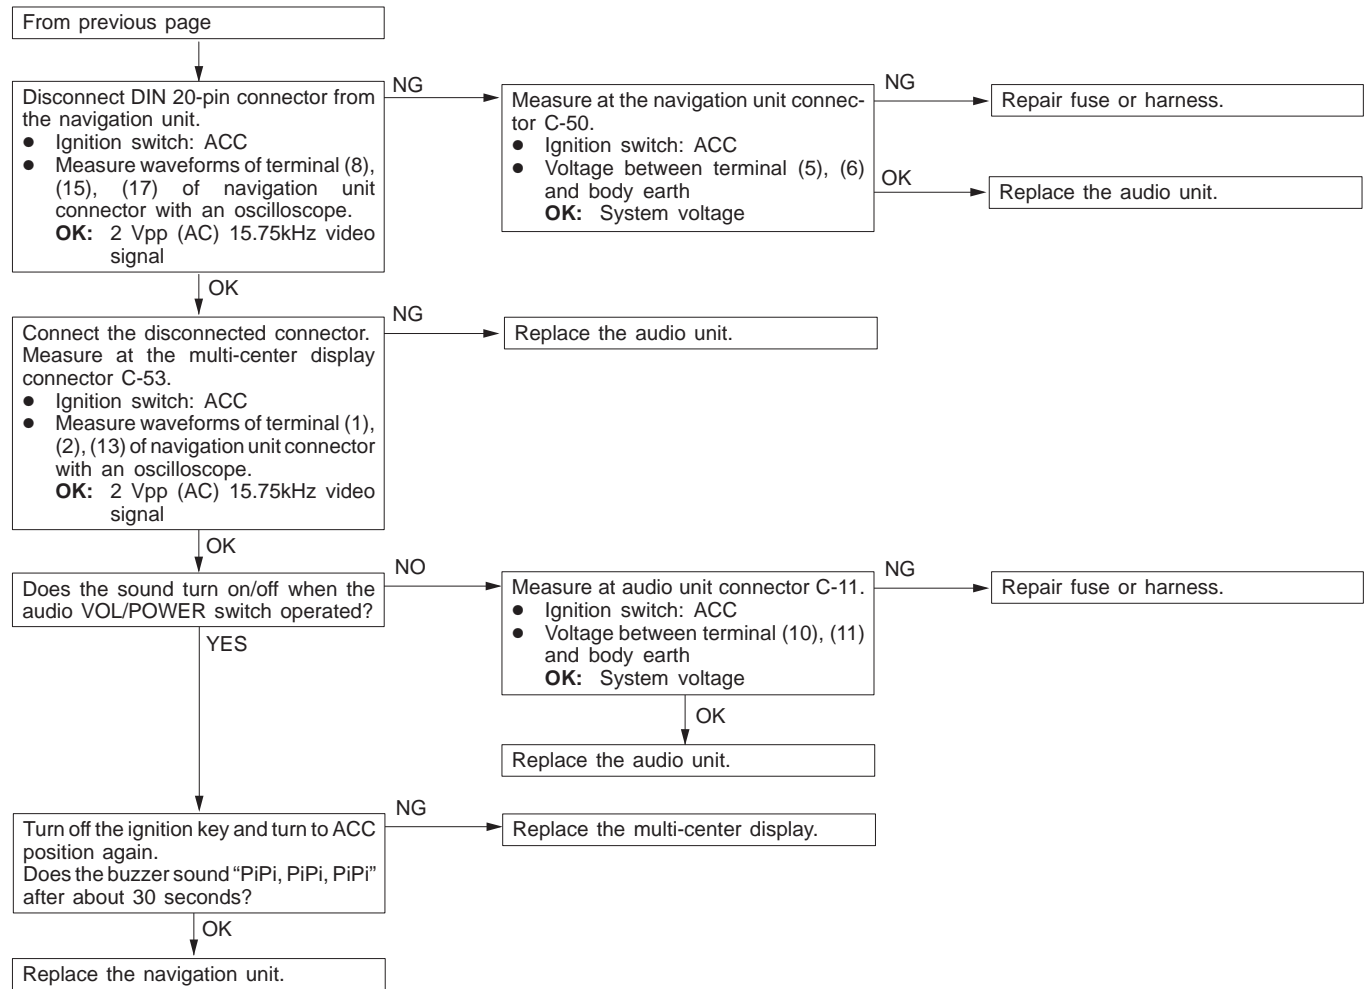 From previous page
Disconnect DIN 20-pin connector from
the navigation unit.
● Ignition switch: ACC
● Measure waveforms of terminal (8),
(15), (17) of navigation unit
connector with an oscilloscope.
OK: 2 Vpp (AC) 15.75kHz video
signal
NG
Measure at the navigation unit connec-
tor C-50.
● Ignition switch: ACC
● Voltage between terminal (5), (6)
and body earth
OK: System voltage
NG
Repair fuse or harness.
OK
Replace the audio unit.
OK
Connect the disconnected connector.
Measure at the multi-center display
connector C-53.
● Ignition switch: ACC
● Measure waveforms of terminal (1),
(2), (13) of navigation unit connector
with an oscilloscope.
OK: 2 Vpp (AC) 15.75kHz video
signal
NG
Replace the audio unit.
OK
Does the sound turn on/off when the
audio VOL/POWER switch operated?
NO
Measure at audio unit connector C-11.
● Ignition switch: ACC
● Voltage between terminal (10), (11)
and body earth
OK: System voltage
NG
Repair fuse or harness.
OK
Replace the audio unit.
YES
Turn off the ignition key and turn to ACC
position again.
Does the buzzer sound “PiPi, PiPi, PiPi”
after about 30 seconds?
NG
Replace the multi-center display.
OK
Replace the navigation unit.